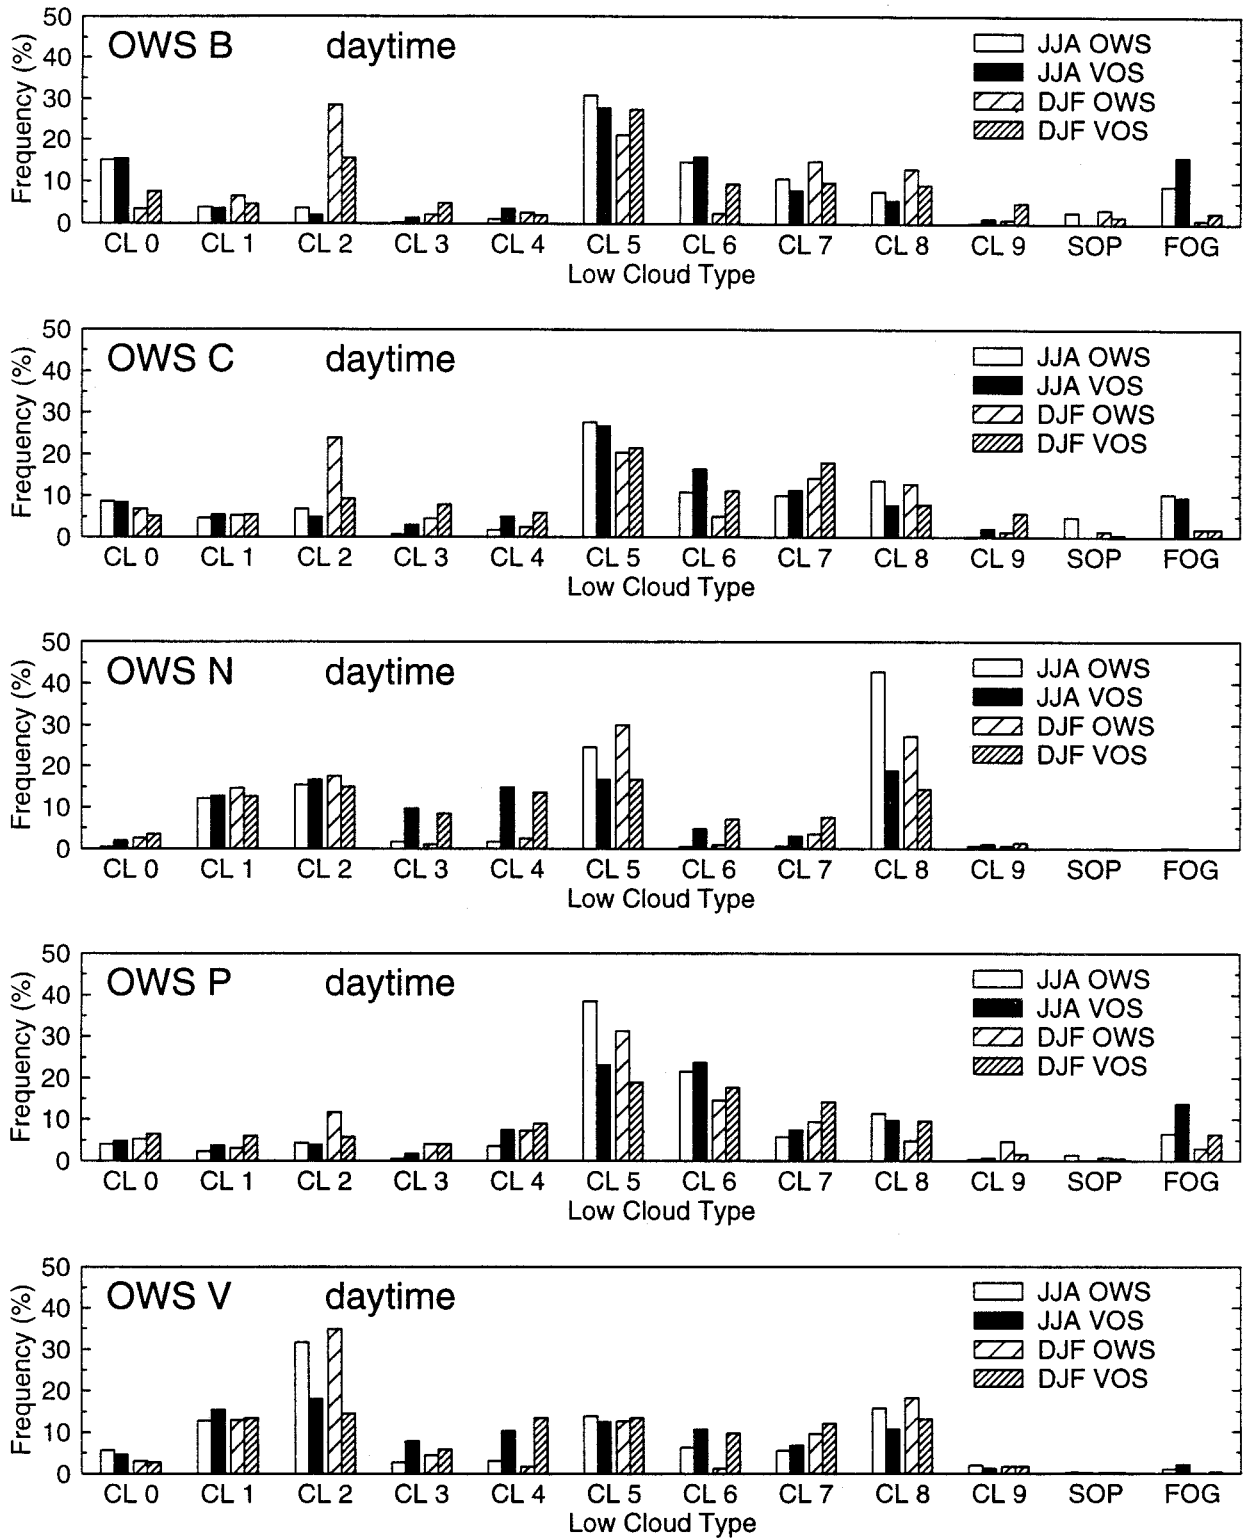 OWS B daytime
Frequency (%)
50
40
30
20
10
0
JJA OWS
JJA VOS
DJF OWS
DJF VOS
CL 0 CL 1 CL 2 CL 3 CL 4 CL 5 CL 6 CL 7 CL 8 CL 9 SOP FOG
Low Cloud Type
OWS C daytime
Frequency (%)
50
40
30
20
10
0
JJA OWS
JJA VOS
DJF OWS
DJF VOS
CL 0 CL 1 CL 2 CL 3 CL 4 CL 5 CL 6 CL 7 CL 8 CL 9 SOP FOG
Low Cloud Type
OWS N daytime
Frequency (%)
50
40
30
20
10
0
JJA OWS
JJA VOS
DJF OWS
DJF VOS
CL 0 CL 1 CL 2 CL 3 CL 4 CL 5 CL 6 CL 7 CL 8 CL 9 SOP FOG
Low Cloud Type
OWS P daytime
Frequency (%)
50
40
30
20
10
0
JJA OWS
JJA VOS
DJF OWS
DJF VOS
CL 0 CL 1 CL 2 CL 3 CL 4 CL 5 CL 6 CL 7 CL 8 CL 9 SOP FOG
Low Cloud Type
OWS V daytime
Frequency (%)
50
40
30
20
10
0
JJA OWS
JJA VOS
DJF OWS
DJF VOS
CL 0 CL 1 CL 2 CL 3 CL 4 CL 5 CL 6 CL 7 CL 8 CL 9 SOP FOG
Low Cloud Type